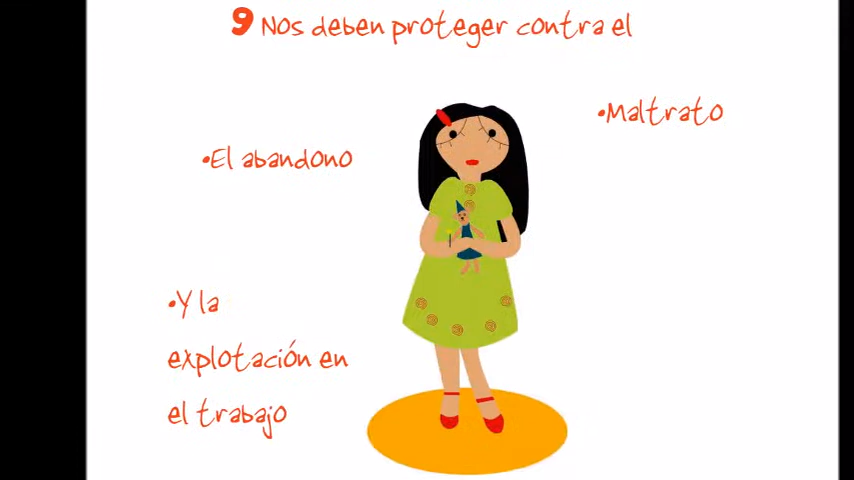 9 Nos deben proteger contra el
•Maltrato
•El abandono
•Y la
explotación en
el trabajo